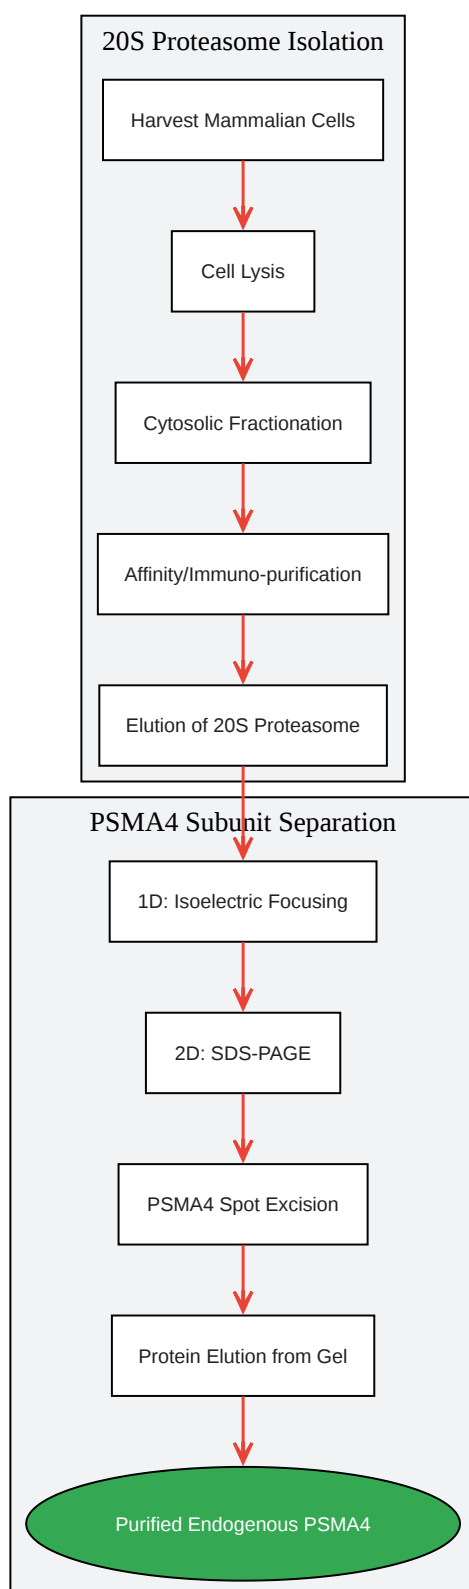 20S Proteasome Isolation
Harvest Mammalian Cells
Cell Lysis
Cytosolic Fractionation
Affinity/Immuno-purification
Elution of 20S Proteasome
PSMA4 Subunit Separation
1D: Isoelectric Focusing
2D: SDS-PAGE
PSMA4 Spot Excision
Protein Elution from Gel
Purified Endogenous PSMA4